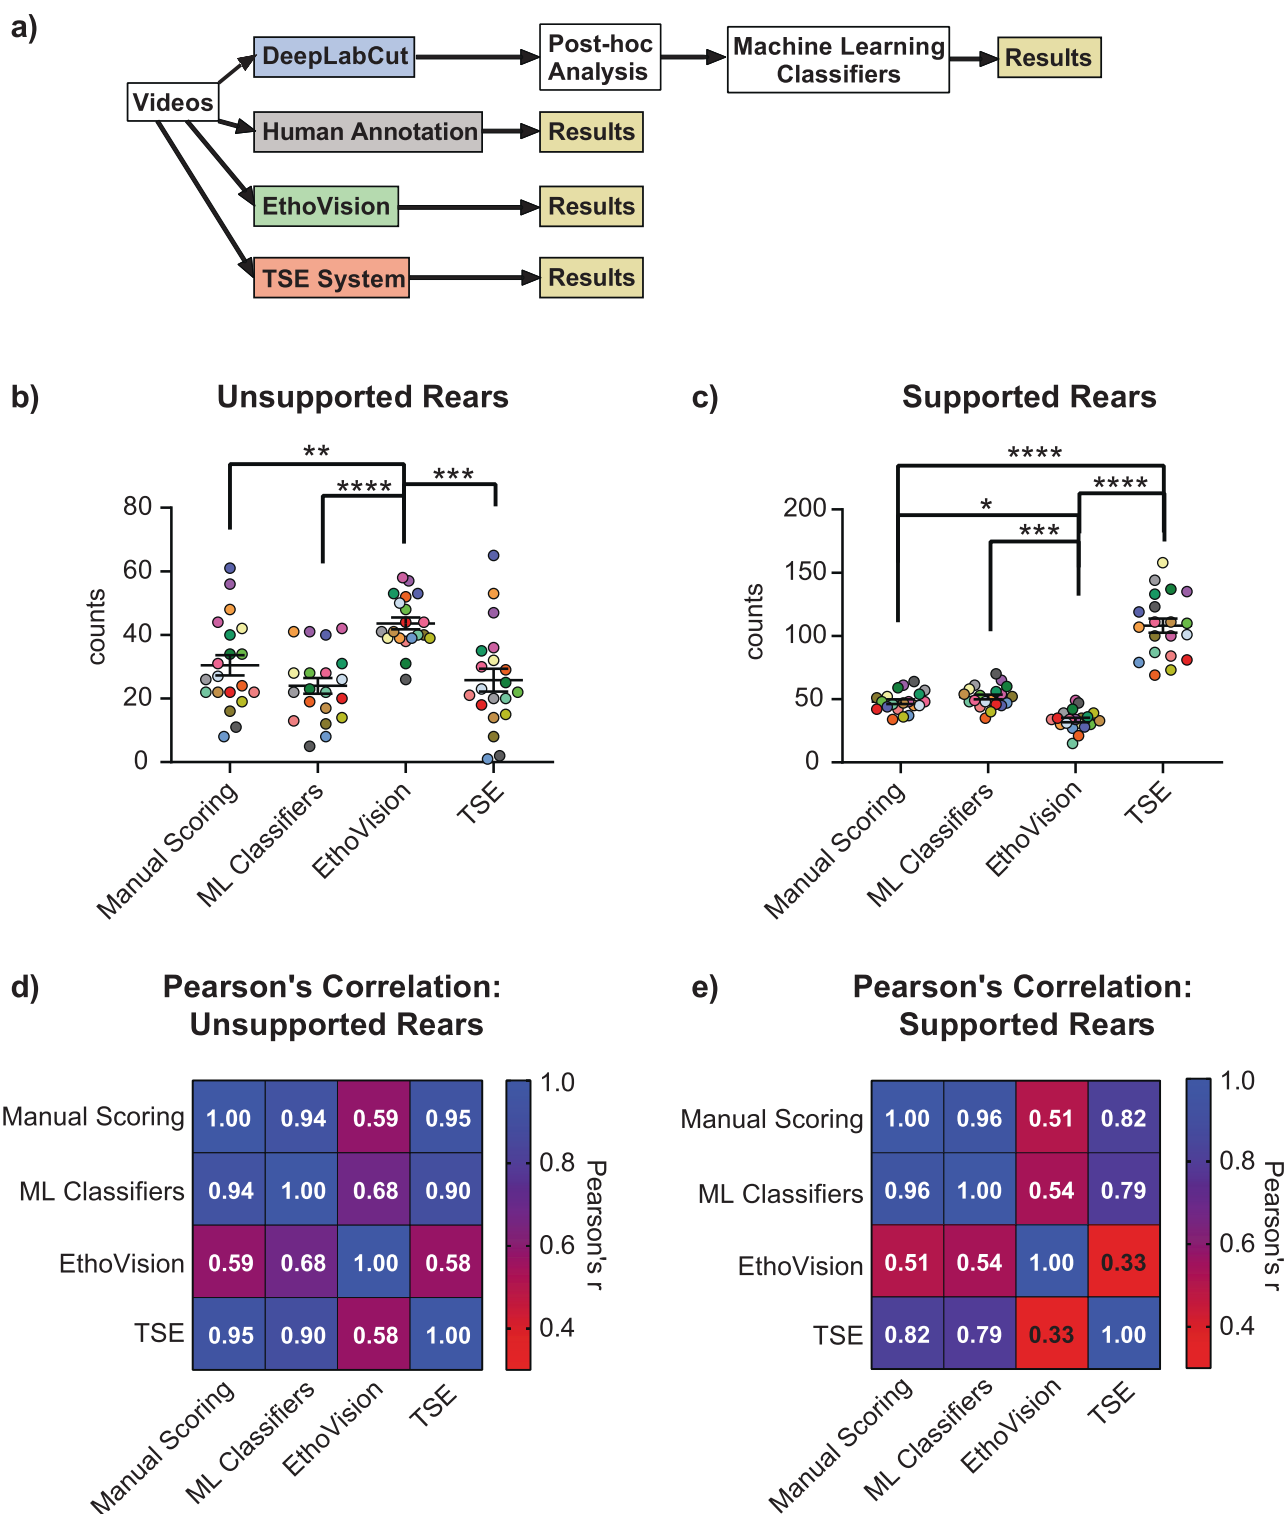 a)
DeepLabCut
Post-hoc
Analysis
Machine Learning
Classifiers
Results
Videos
Human Annotation
Results
EthoVision
Results
TSE System
Results
b)
Unsupported Rears
**
****
***
80
60
40
20
0
counts
Manual Scoring
ML Classifiers
EthoVision
TSE
c)
Supported Rears
****
****
*
***
200
150
100
50
0
counts
Manual Scoring
ML Classifiers
EthoVision
TSE
d)
Pearson's Correlation:
Unsupported Rears
Manual Scoring 1.00 0.94 0.59 0.95
ML Classifiers 0.94 1.00 0.68 0.90
EthoVision 0.59 0.68 1.00 0.58
TSE 0.95 0.90 0.58 1.00
Manual Scoring
ML Classifiers
EthoVision
TSE
1.0
0.8
0.6
0.4
Pearson's r
e)
Pearson's Correlation:
Supported Rears
Manual Scoring 1.00 0.96 0.51 0.82
ML Classifiers 0.96 1.00 0.54 0.79
EthoVision 0.51 0.54 1.00 0.33
TSE 0.82 0.79 0.33 1.00
Manual Scoring
ML Classifiers
EthoVision
TSE
1.0
0.8
0.6
0.4
Pearson's r